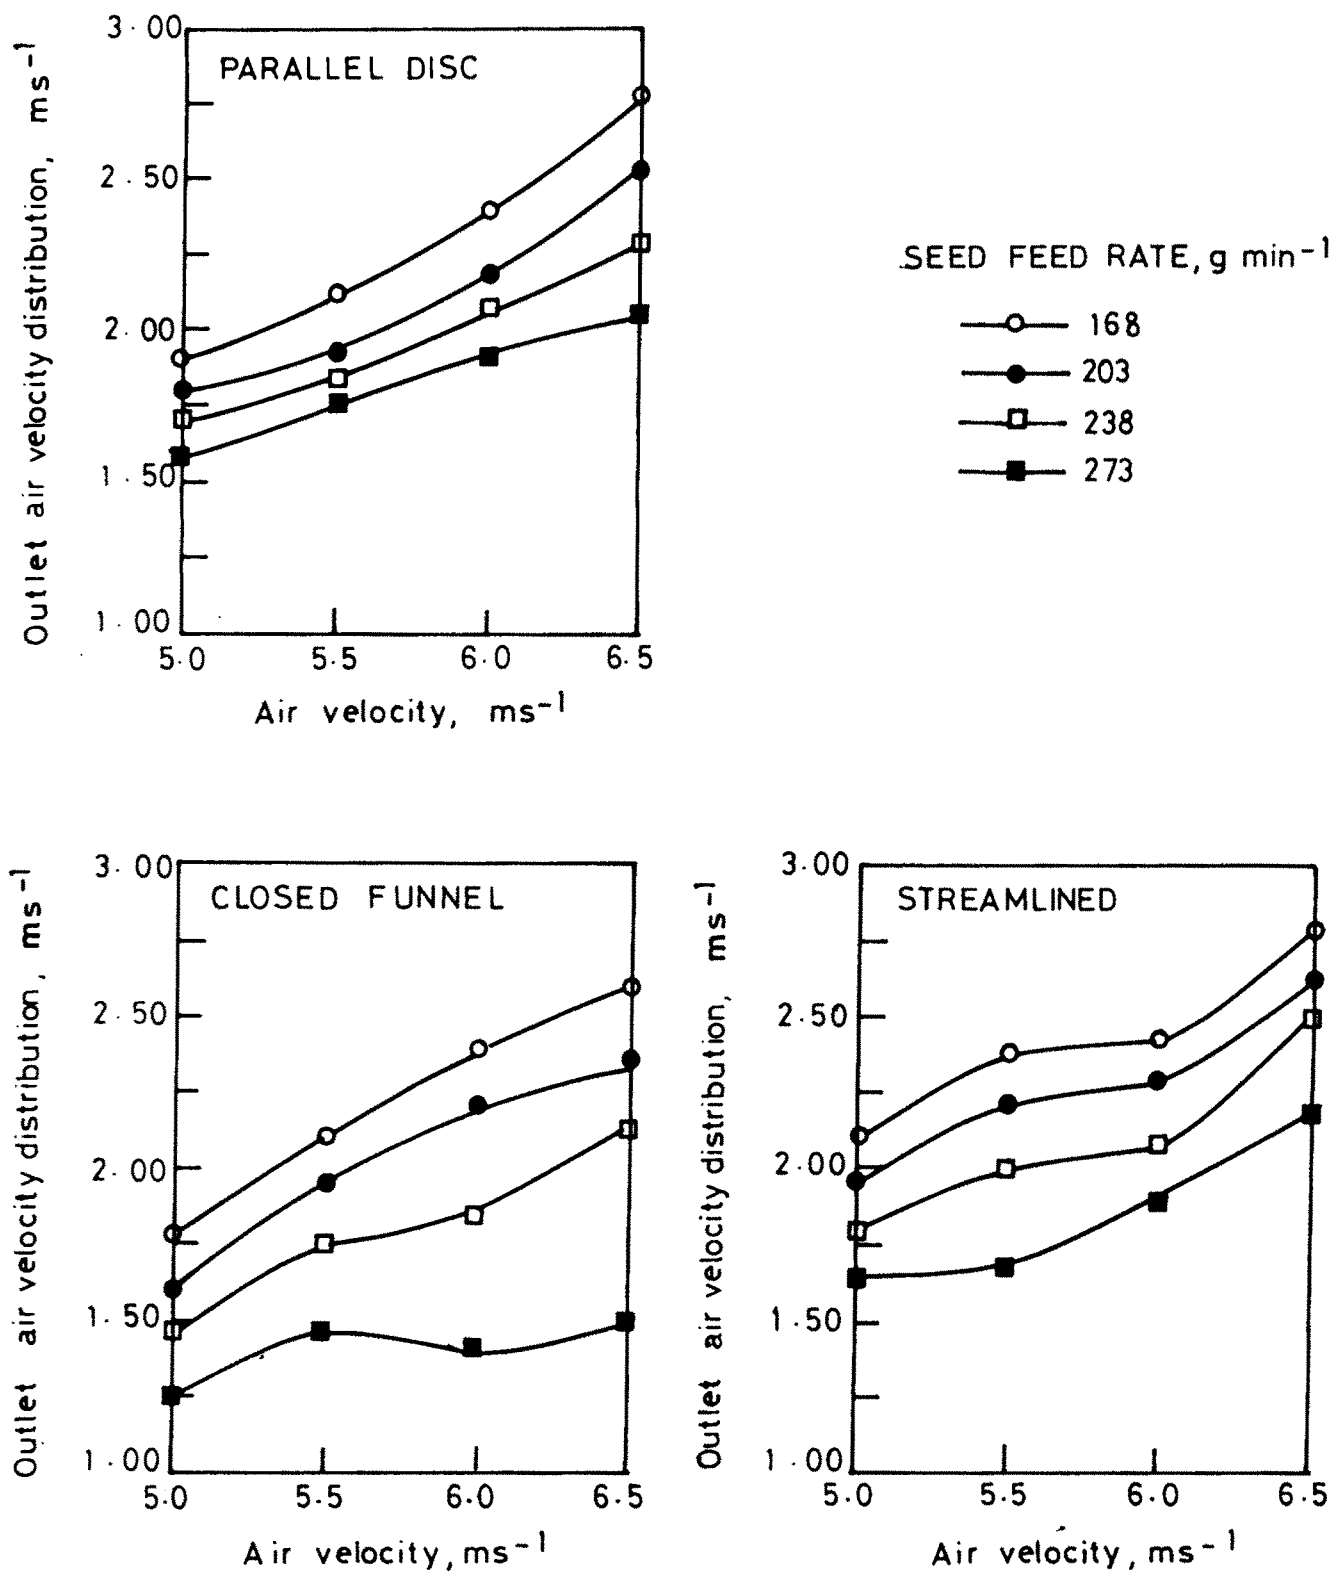 PARALLEL DISC
Outlet air velocity distribution, ms⁻¹
3.00
2.50
2.00
1.50
1.00
5.0 5.5 6.0 6.5
Air velocity, ms⁻¹
SEED FEED RATE, g min⁻¹
168
203
238
273
CLOSED FUNNEL
Outlet air velocity distribution, ms⁻¹
3.00
2.50
2.00
1.50
1.00
5.0 5.5 6.0 6.5
Air velocity, ms⁻¹
STREAMLINED
Outlet air velocity distribution, ms⁻¹
3.00
2.50
2.00
1.50
1.00
5.0 5.5 6.0 6.5
Air velocity, ms⁻¹